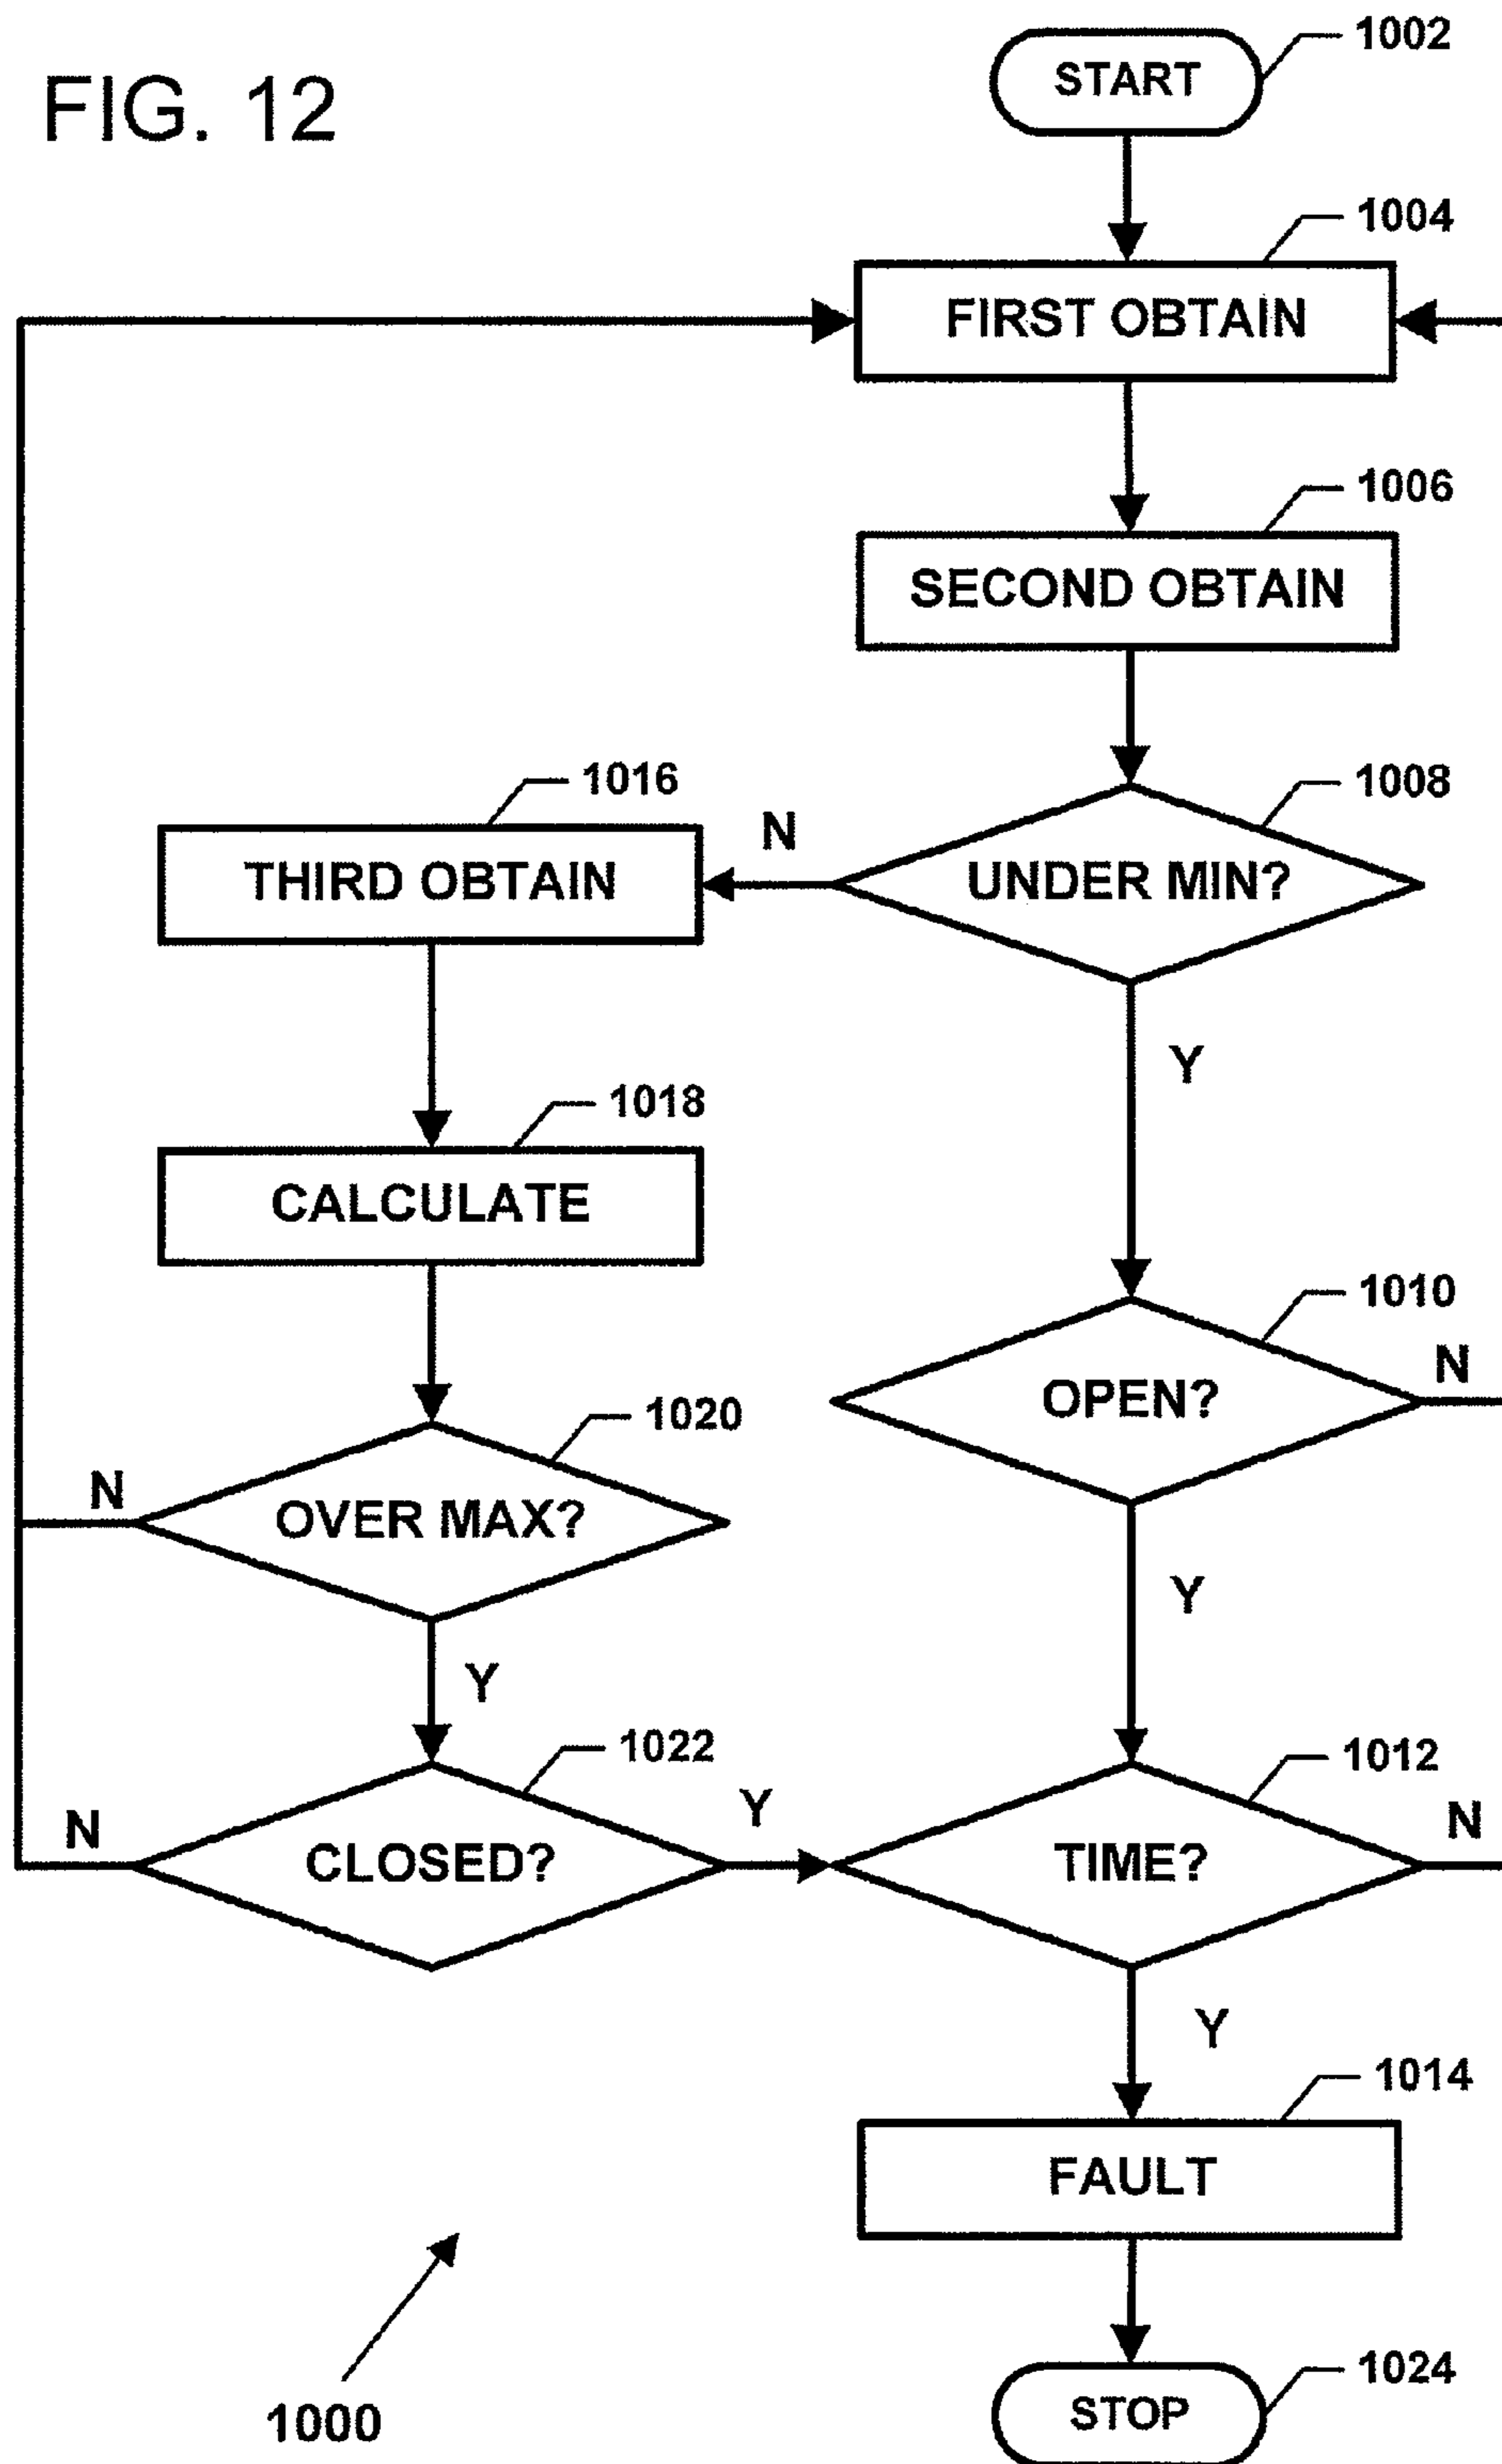 FIG. 12
START
1002
1004
FIRST OBTAIN
1006
SECOND OBTAIN
1016
1008
N
THIRD OBTAIN
UNDER MIN?
Y
1018
CALCULATE
1010
OPEN?
N
1020
N
OVER MAX?
Y
Y
1022
1012
N
Y
N
CLOSED?
TIME?
Y
1014
FAULT
1024
STOP
1000